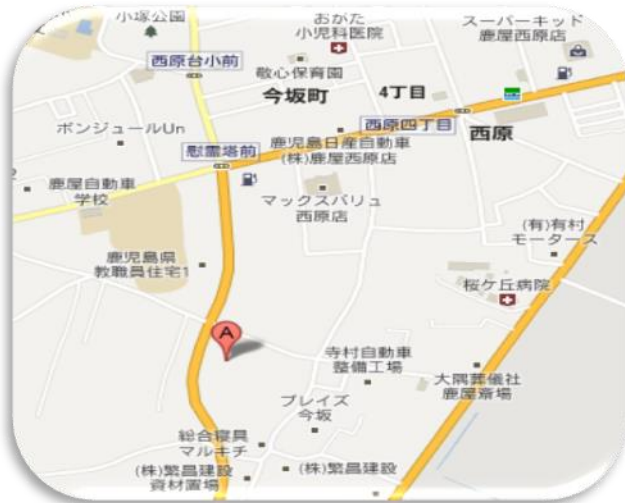 小塚公園
おがた
小児科医院
スーパーキッド
鹿屋西原店
西原台小前
敬心保育園
今坂町
4丁目
ボンジュールUn
鹿児島日産自動車
(株)鹿屋西原店
西原四丁目
西原
慰霊塔前
鹿屋自動車
学校
マックスバリュ
西原店
(有)有村
モータース
鹿児島県
教職員住宅1
桜ケ丘病院
A
寺村自動車
整備工場
大隅葬儀社
鹿屋斎場
ブレイズ
今坂
総合寝具
マルキチ
(株)繁昌建設
資材置場
(株)繁昌建設